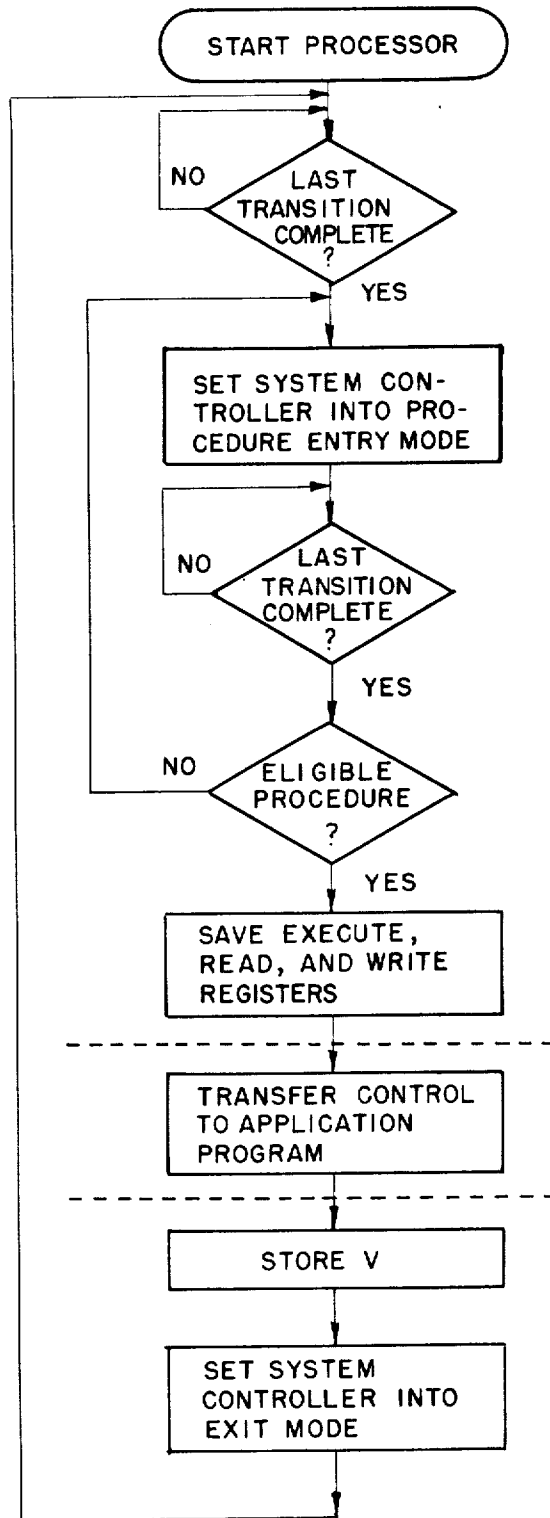 START PROCESSOR
NO
LAST
TRANSITION
COMPLETE
?
YES
SET SYSTEM CON-
TROLLER INTO PRO-
CEDURE ENTRY MODE
NO
LAST
TRANSITION
COMPLETE
?
YES
NO
ELIGIBLE
PROCEDURE
?
YES
SAVE EXECUTE,
READ, AND WRITE
REGISTERS
TRANSFER CONTROL
TO APPLICATION
PROGRAM
STORE V
SET SYSTEM
CONTROLLER INTO
EXIT MODE